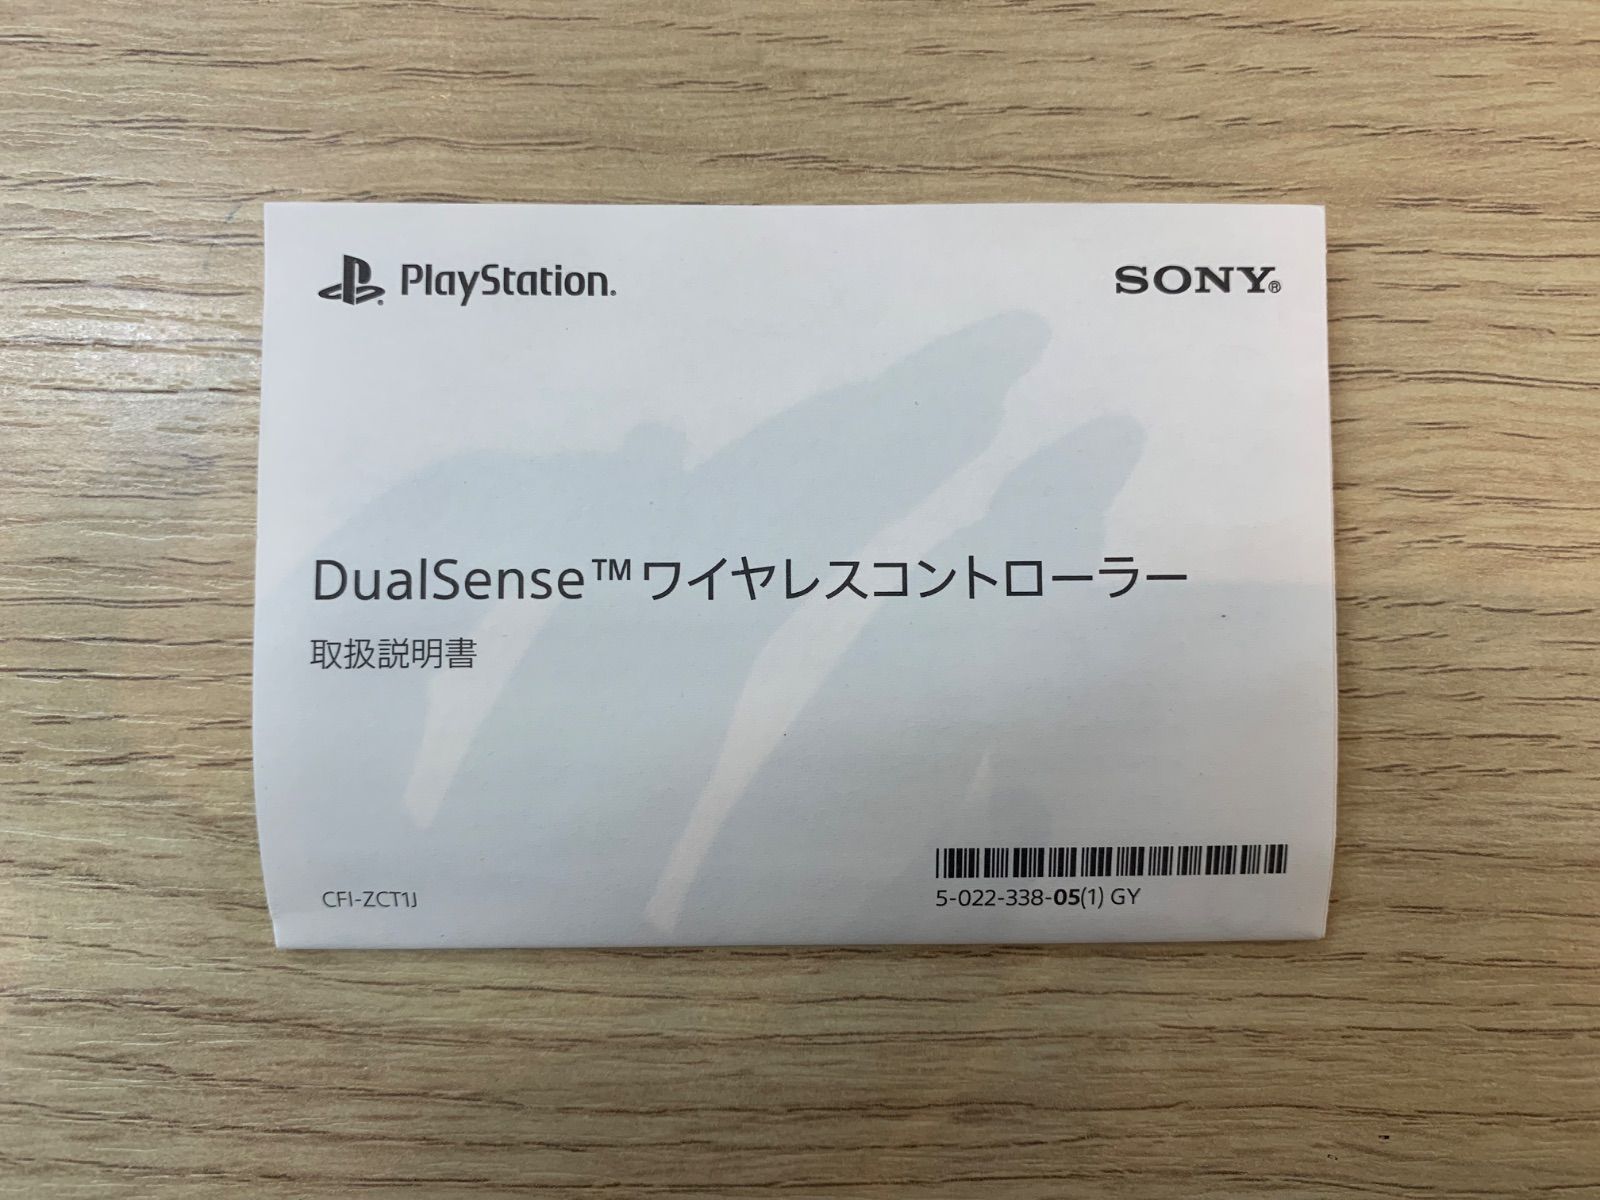 PlayStation®
SONY®
DualSense™ワイヤレスコントローラー
取扱説明書
CFI-ZCT1J
5-022-338-05(1) GY